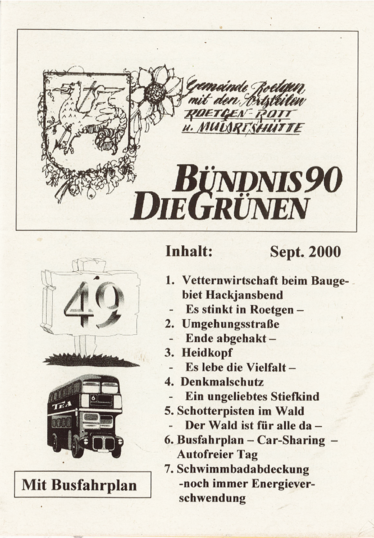 Gemeinde Roetgen
mit den Ortsteilen
ROETGEN - ROTT
u. MULARTSHÜTTE
BÜNDNIS 90
DIE GRÜNEN
Inhalt: Sept. 2000
49
1. Vetternwirtschaft beim Bauge-
biet Hackjansbend
- Es stinkt in Roetgen –
2. Umgehungsstraße
- Ende abgehakt –
3. Heidkopf
- Es lebe die Vielfalt –
4. Denkmalschutz
- Ein ungeliebtes Stiefkind
5. Schotterpisten im Wald
- Der Wald ist für alle da –
6. Busfahrplan – Car-Sharing –
Autofreier Tag
7. Schwimmbadabdeckung
-noch immer Energiever-
schwendung
TEA
Mit Busfahrplan